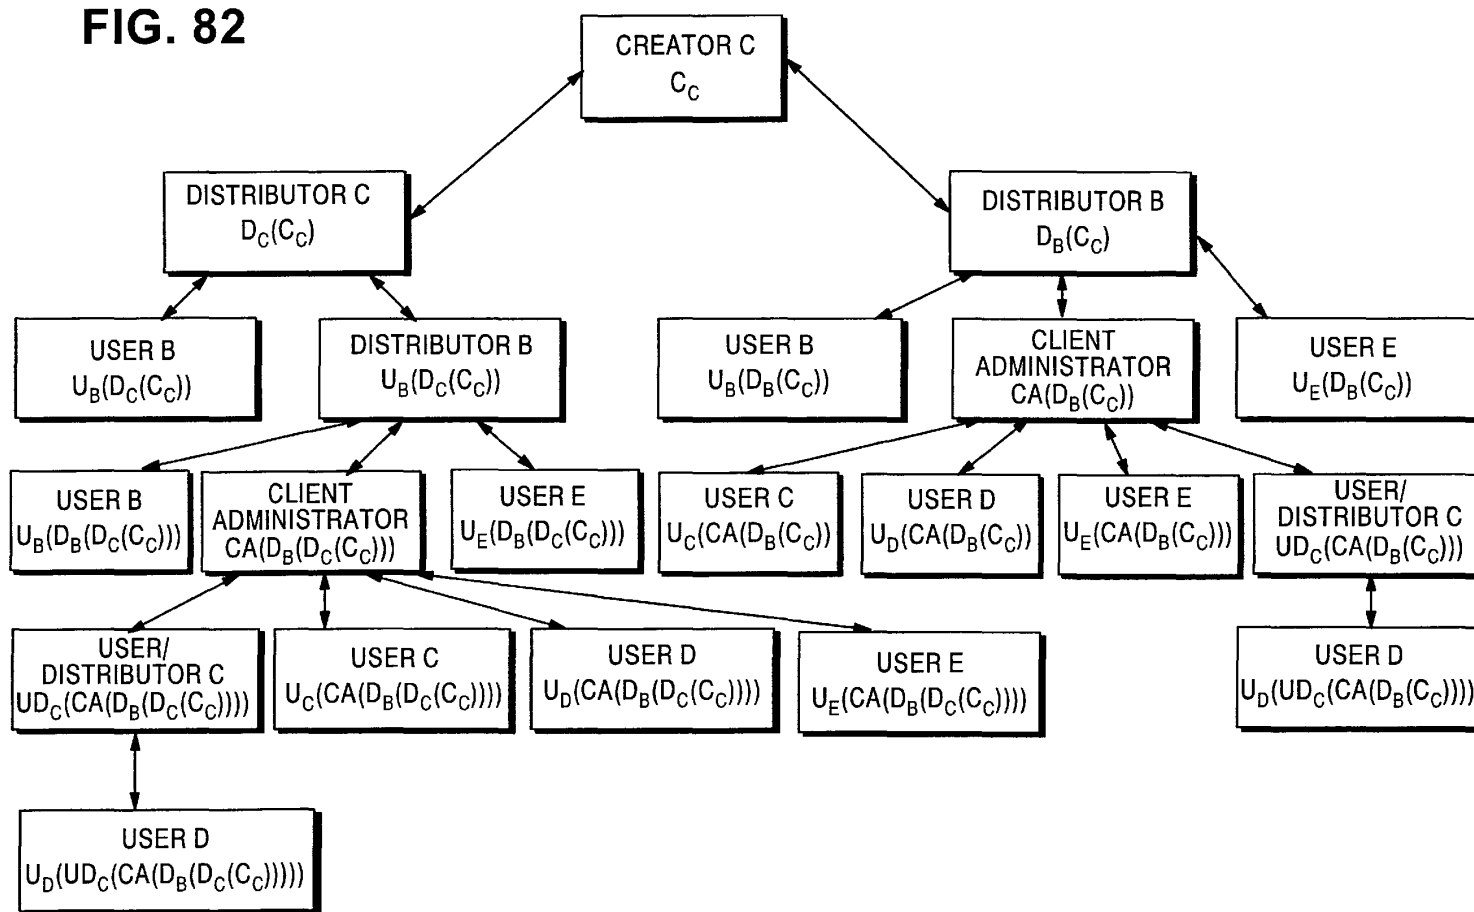 FIG. 82
CREATOR C
C_C
DISTRIBUTOR C
D_C(C_C)
DISTRIBUTOR B
D_B(C_C)
USER B
U_B(D_C(C_C))
DISTRIBUTOR B
U_B(D_C(C_C))
USER B
U_B(D_B(C_C))
CLIENT
ADMINISTRATOR
CA(D_B(C_C))
USER E
U_E(D_B(C_C))
USER B
U_B(D_B(D_C(C_C)))
CLIENT
ADMINISTRATOR
CA(D_B(D_C(C_C)))
USER E
U_E(D_B(D_C(C_C)))
USER C
U_C(CA(D_B(C_C))
USER D
U_D(CA(D_B(C_C))
USER E
U_E(CA(D_B(C_C)))
USER/
DISTRIBUTOR C
UD_C(CA(D_B(C_C)))
USER/
DISTRIBUTOR C
UD_C(CA(D_B(D_C(C_C))))
USER C
U_C(CA(D_B(D_C(C_C))))
USER D
U_D(CA(D_B(D_C(C_C))))
USER E
U_E(CA(D_B(D_C(C_C))))
USER D
U_D(UD_C(CA(D_B(C_C))))
USER D
U_D(UD_C(CA(D_B(D_C(C_C)))))